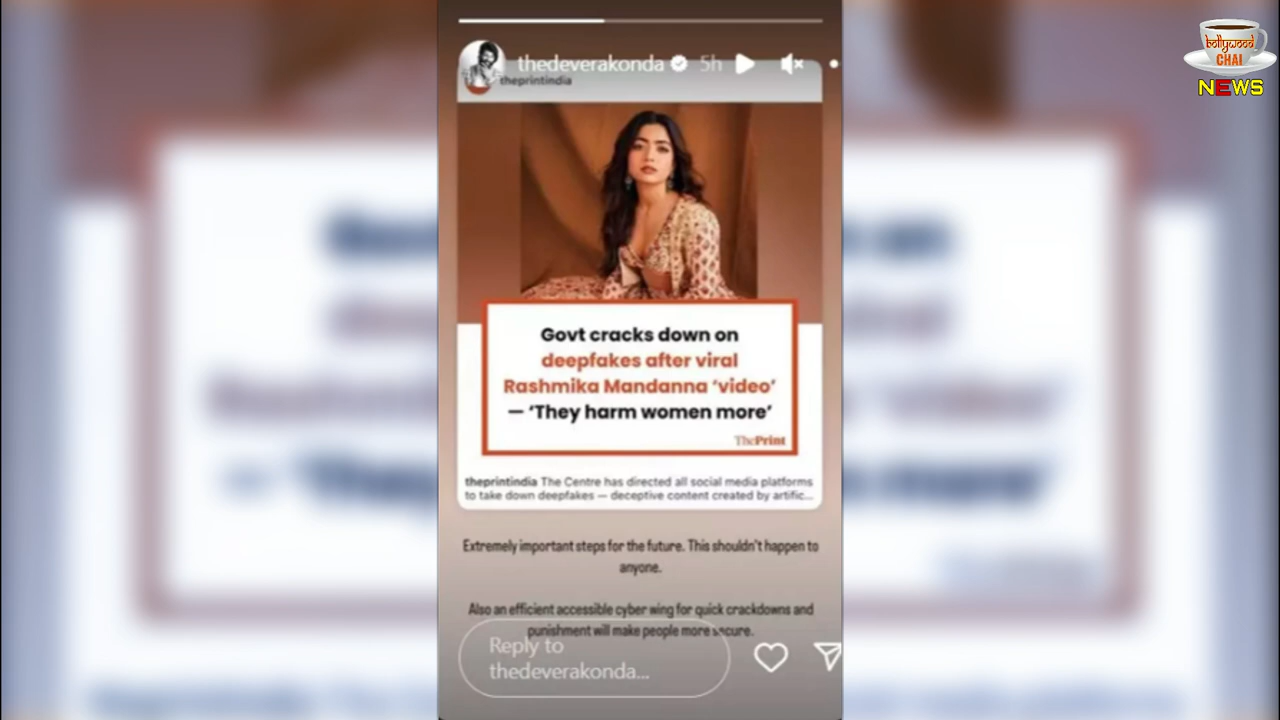 bollywood
CHAI
NEWS
thedeverakonda 5h
theprintindia
Govt cracks down on
deepfakes after viral
Rashmika Mandanna ‘video’
— ‘They harm women more’
ThePrint
theprintindia The Centre has directed all social media platforms
to take down deepfakes — deceptive content created by artific...
Extremely important steps for the future. This shouldn't happen to
anyone.
Also an efficient accessible cyber wing for quick crackdowns and
punishment will make people more secure.
Reply to
thedeverakonda...